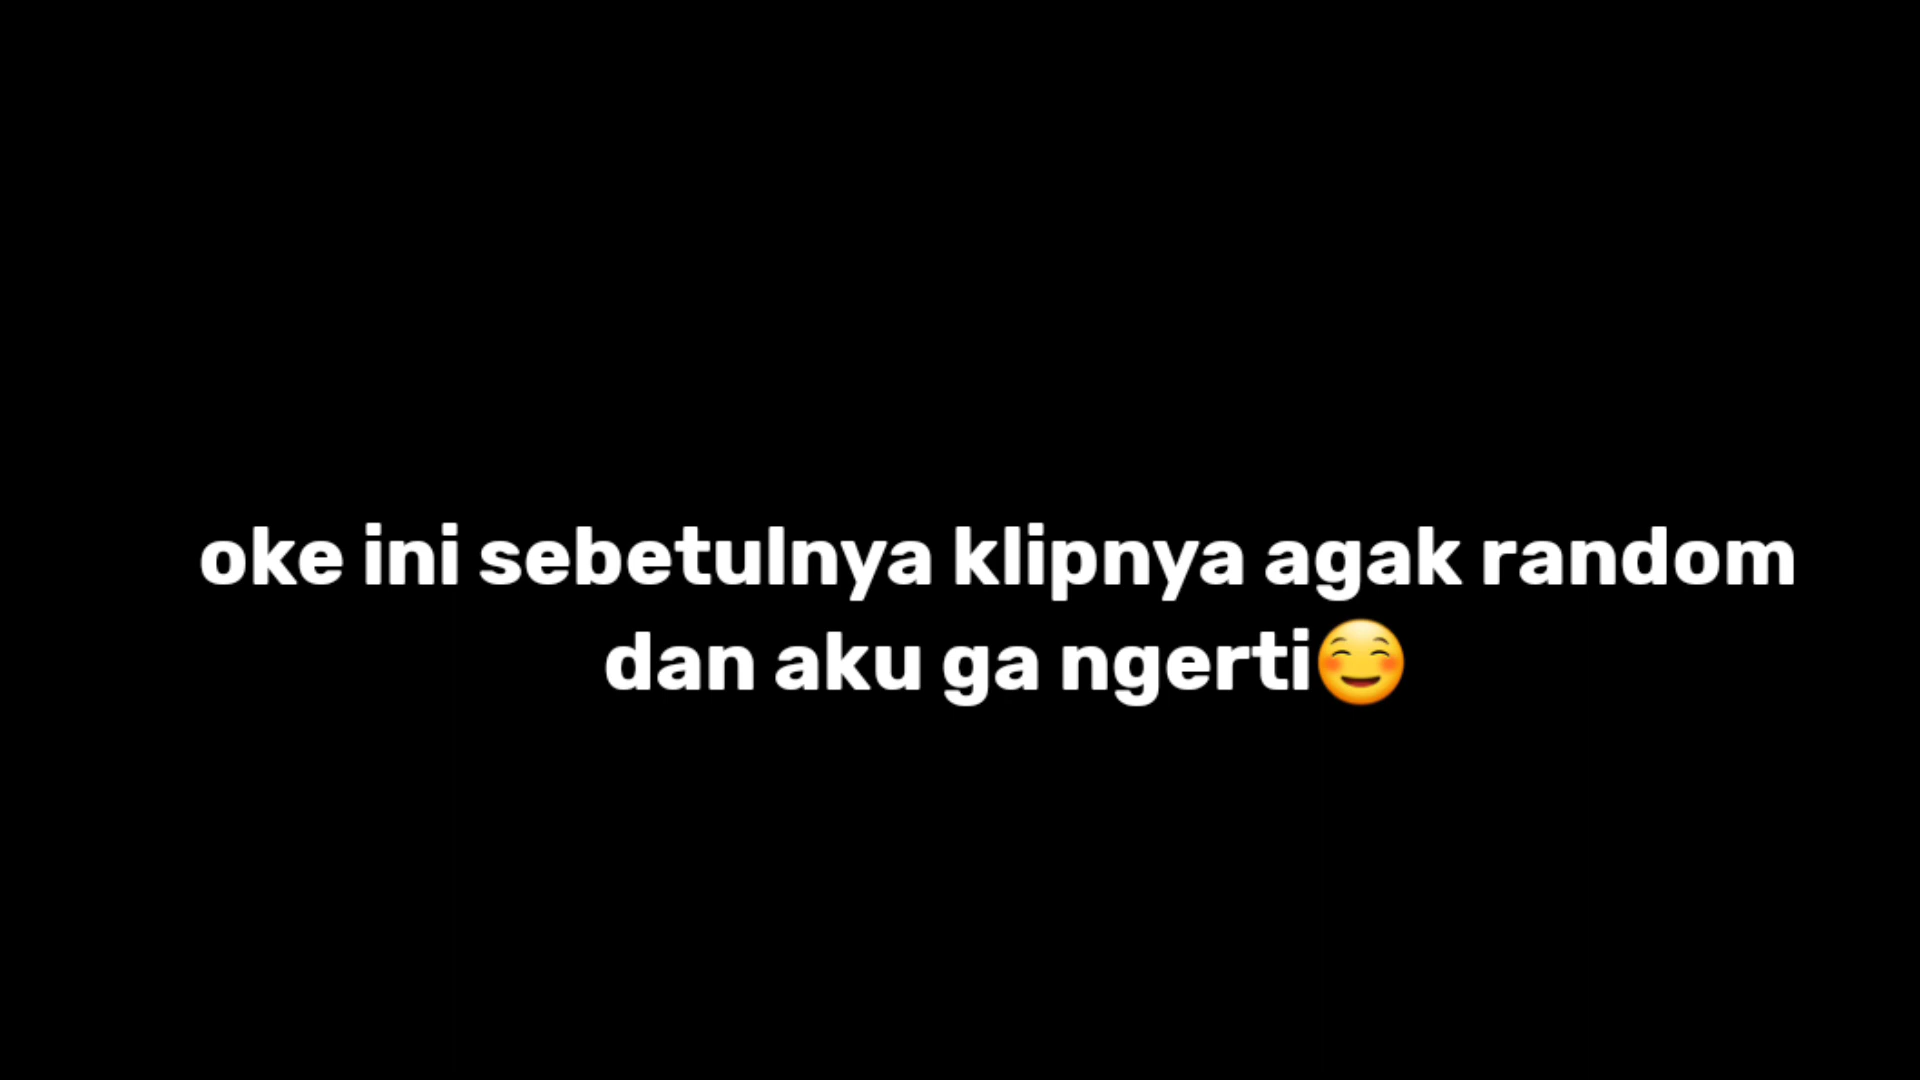 oke ini sebetulnya klipnya agak random
dan aku ga ngerti😊